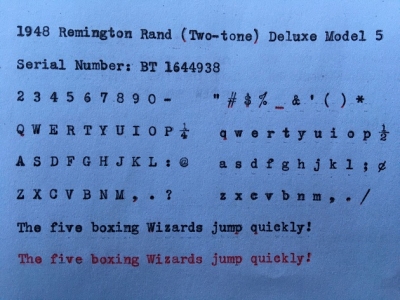 1948 Remington Rand (Two-tone) Deluxe Model 5
Serial Number: BT 1644938
2 3 4 5 6 7 8 9 0 - " # $ % _ & ' ( ) *
Q W E R T Y U I O P ¼ q w e r t y u i o p ½
A S D F G H J K L : @ a s d f g h j k l ; ¢
Z X C V B N M , . ? z x c v b n m , . /
The five boxing Wizards jump quickly!
The five boxing Wizards jump quickly!